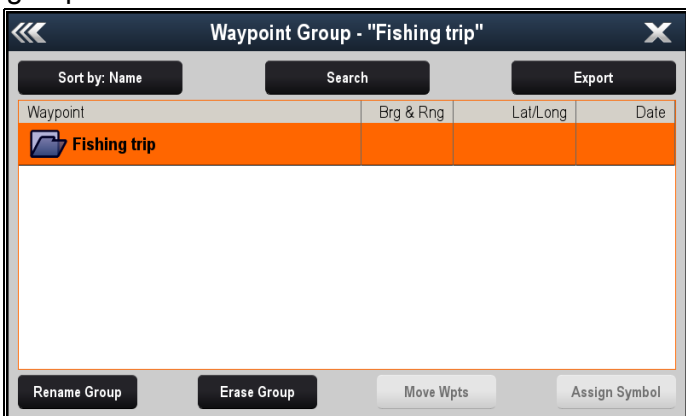 Waypoint Group - "Fishing trip"
Sort by: Name Search Export
Waypoint Brg & Rng Lat/Long Date
Fishing trip
Rename Group Erase Group Move Wpts Assign Symbol